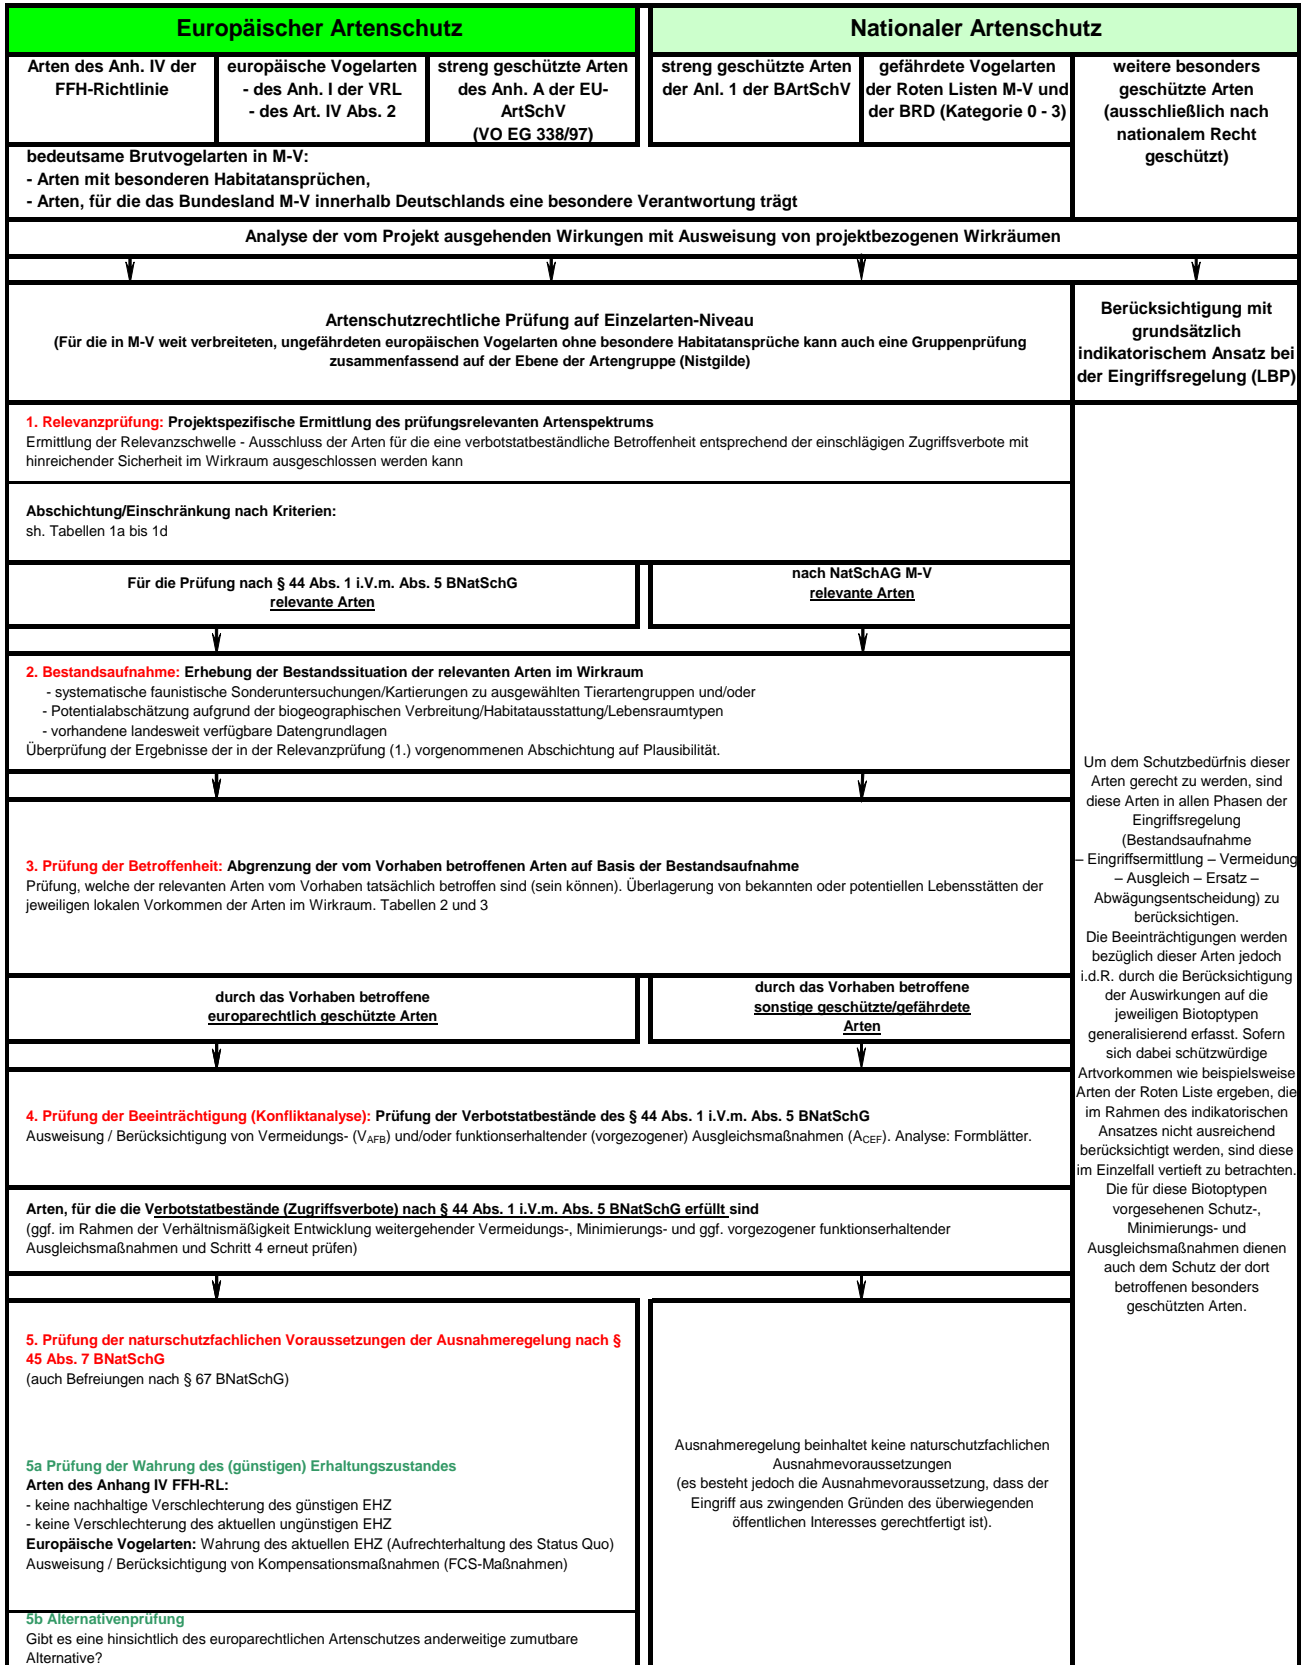 Europäischer Artenschutz
Nationaler Artenschutz
Arten des Anh. IV der
FFH-Richtlinie
europäische Vogelarten
- des Anh. I der VRL
- des Art. IV Abs. 2
streng geschützte Arten
des Anh. A der EU-
ArtSchV
(VO EG 338/97)
streng geschützte Arten
der Anl. 1 der BArtSchV
gefährdete Vogelarten
der Roten Listen M-V und
der BRD (Kategorie 0 - 3)
weitere besonders
geschützte Arten
(ausschließlich nach
nationalem Recht
geschützt)
bedeutsame Brutvogelarten in M-V:
- Arten mit besonderen Habitatansprüchen,
- Arten, für die das Bundesland M-V innerhalb Deutschlands eine besondere Verantwortung trägt
Analyse der vom Projekt ausgehenden Wirkungen mit Ausweisung von projektbezogenen Wirkräumen
Artenschutzrechtliche Prüfung auf Einzelarten-Niveau
(Für die in M-V weit verbreiteten, ungefährdeten europäischen Vogelarten ohne besondere Habitatansprüche kann auch eine Gruppenprüfung
zusammenfassend auf der Ebene der Artengruppe (Nistgilde)
Berücksichtigung mit
grundsätzlich
indikatorischem Ansatz bei
der Eingriffsregelung (LBP)
1. Relevanzprüfung: Projektspezifische Ermittlung des prüfungsrelevanten Artenspektrums
Ermittlung der Relevanzschwelle - Ausschluss der Arten für die eine verbotstatbeständliche Betroffenheit entsprechend der einschlägigen Zugriffsverbote mit
hinreichender Sicherheit im Wirkraum ausgeschlossen werden kann
Abschichtung/Einschränkung nach Kriterien:
sh. Tabellen 1a bis 1d
Für die Prüfung nach § 44 Abs. 1 i.V.m. Abs. 5 BNatSchG
relevante Arten
nach NatSchAG M-V
relevante Arten
2. Bestandsaufnahme: Erhebung der Bestandssituation der relevanten Arten im Wirkraum
- systematische faunistische Sonderuntersuchungen/Kartierungen zu ausgewählten Tierartengruppen und/oder
- Potentialabschätzung aufgrund der biogeographischen Verbreitung/Habitatausstattung/Lebensraumtypen
- vorhandene landesweit verfügbare Datengrundlagen
Überprüfung der Ergebnisse der in der Relevanzprüfung (1.) vorgenommenen Abschichtung auf Plausibilität.
3. Prüfung der Betroffenheit: Abgrenzung der vom Vorhaben betroffenen Arten auf Basis der Bestandsaufnahme
Prüfung, welche der relevanten Arten vom Vorhaben tatsächlich betroffen sind (sein können). Überlagerung von bekannten oder potentiellen Lebensstätten der
jeweiligen lokalen Vorkommen der Arten im Wirkraum. Tabellen 2 und 3
durch das Vorhaben betroffene
europarechtlich geschützte Arten
durch das Vorhaben betroffene
sonstige geschützte/gefährdete
Arten
4. Prüfung der Beeinträchtigung (Konfliktanalyse): Prüfung der Verbotstatbestände des § 44 Abs. 1 i.V.m. Abs. 5 BNatSchG
Ausweisung / Berücksichtigung von Vermeidungs- (VAFB) und/oder funktionserhaltender (vorgezogener) Ausgleichsmaßnahmen (ACEF). Analyse: Formblätter.
Arten, für die die Verbotstatbestände (Zugriffsverbote) nach § 44 Abs. 1 i.V.m. Abs. 5 BNatSchG erfüllt sind
(ggf. im Rahmen der Verhältnismäßigkeit Entwicklung weitergehender Vermeidungs-, Minimierungs- und ggf. vorgezogener funktionserhaltender
Ausgleichsmaßnahmen und Schritt 4 erneut prüfen)
5. Prüfung der naturschutzfachlichen Voraussetzungen der Ausnahmeregelung nach §
45 Abs. 7 BNatSchG
(auch Befreiungen nach § 67 BNatSchG)
5a Prüfung der Wahrung des (günstigen) Erhaltungszustandes
Arten des Anhang IV FFH-RL:
- keine nachhaltige Verschlechterung des günstigen EHZ
- keine Verschlechterung des aktuellen ungünstigen EHZ
Europäische Vogelarten: Wahrung des aktuellen EHZ (Aufrechterhaltung des Status Quo)
Ausweisung / Berücksichtigung von Kompensationsmaßnahmen (FCS-Maßnahmen)
5b Alternativenprüfung
Gibt es eine hinsichtlich des europarechtlichen Artenschutzes anderweitige zumutbare
Alternative?
Ausnahmeregelung beinhaltet keine naturschutzfachlichen
Ausnahmevoraussetzungen
(es besteht jedoch die Ausnahmevoraussetzung, dass der
Eingriff aus zwingenden Gründen des überwiegenden
öffentlichen Interesses gerechtfertigt ist).
Um dem Schutzbedürfnis dieser
Arten gerecht zu werden, sind
diese Arten in allen Phasen der
Eingriffsregelung
(Bestandsaufnahme
– Eingriffsermittlung – Vermeidung
– Ausgleich – Ersatz –
Abwägungsentscheidung) zu
berücksichtigen.
Die Beeinträchtigungen werden
bezüglich dieser Arten jedoch
i.d.R. durch die Berücksichtigung
der Auswirkungen auf die
jeweiligen Biotoptypen
generalisierend erfasst. Sofern
sich dabei schützwürdige
Artvorkommen wie beispielsweise
Arten der Roten Liste ergeben, die
im Rahmen des indikatorischen
Ansatzes nicht ausreichend
berücksichtigt werden, sind diese
im Einzelfall vertieft zu betrachten.
Die für diese Biotoptypen
vorgesehenen Schutz-,
Minimierungs- und
Ausgleichsmaßnahmen dienen
auch dem Schutz der dort
betroffenen besonders
geschützten Arten.